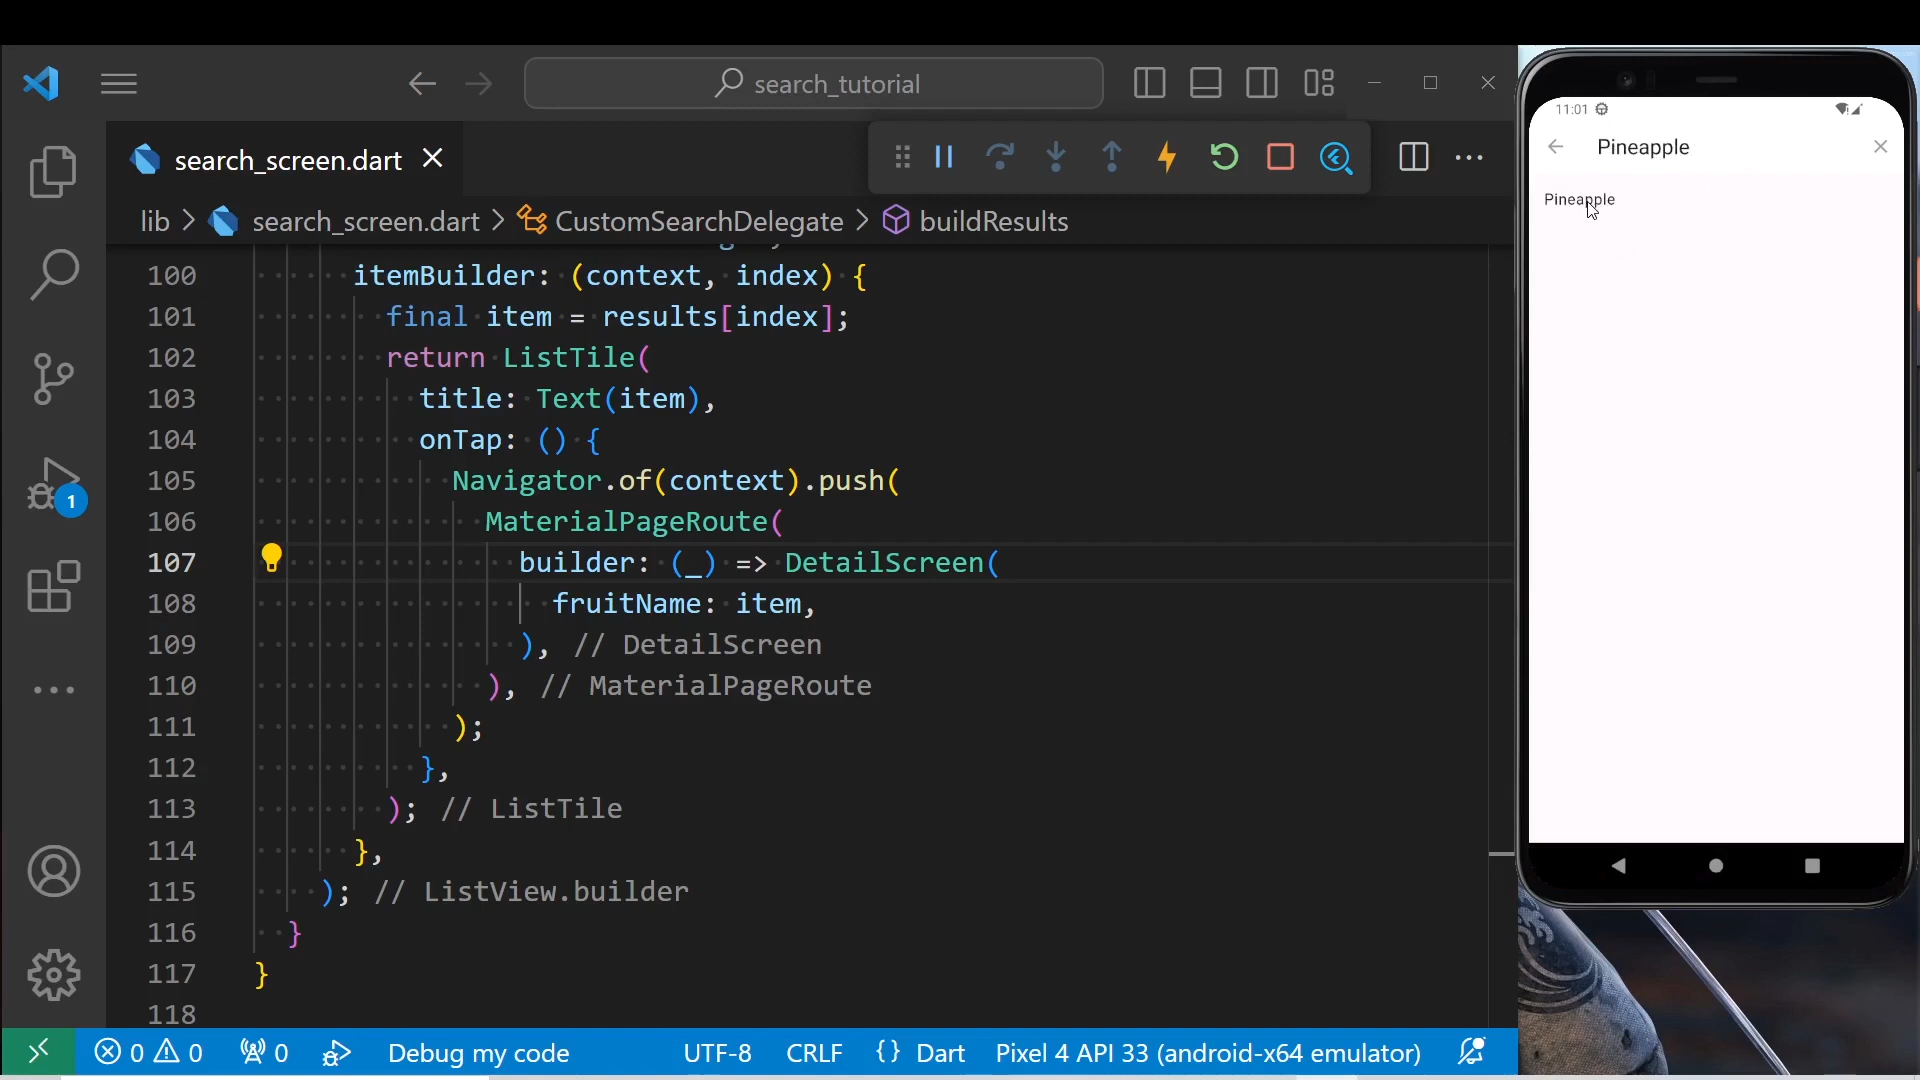 search_tutorial
search_screen.dart
lib > search_screen.dart > CustomSearchDelegate > buildResults
100 itemBuilder: (context, index) {
101 final item = results[index];
102 return ListTile(
103 title: Text(item),
104 onTap: () {
105 Navigator.of(context).push(
106 MaterialPageRoute(
107 builder: (_) => DetailScreen(
108 fruitName: item,
109 ), // DetailScreen
110 ), // MaterialPageRoute
111 );
112 },
113 ); // ListTile
114 },
115 ); // ListView.builder
116 }
117 }
118
1
0 0 0 Debug my code UTF-8 CRLF {} Dart Pixel 4 API 33 (android-x64 emulator)
11:01
Pineapple
Pineapple